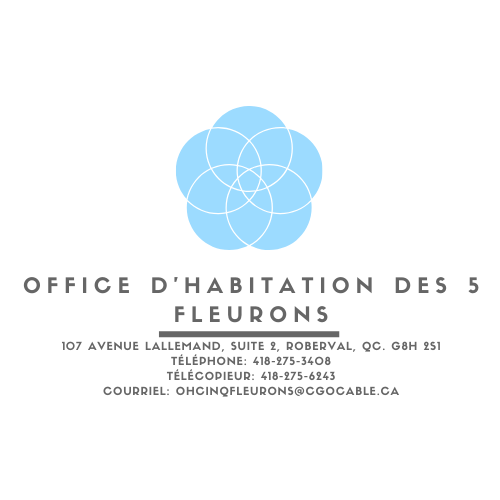 OFFICE D'HABITATION DES 5
FLEURONS
107 AVENUE LALLEMAND, SUITE 2, ROBERVAL, QC. G8H 2S1
TÉLÉPHONE: 418-275-3408
TÉLÉCOPIEUR: 418-275-6243
COURRIEL: OHCINQFLEURONS@CGOCABLE.CA